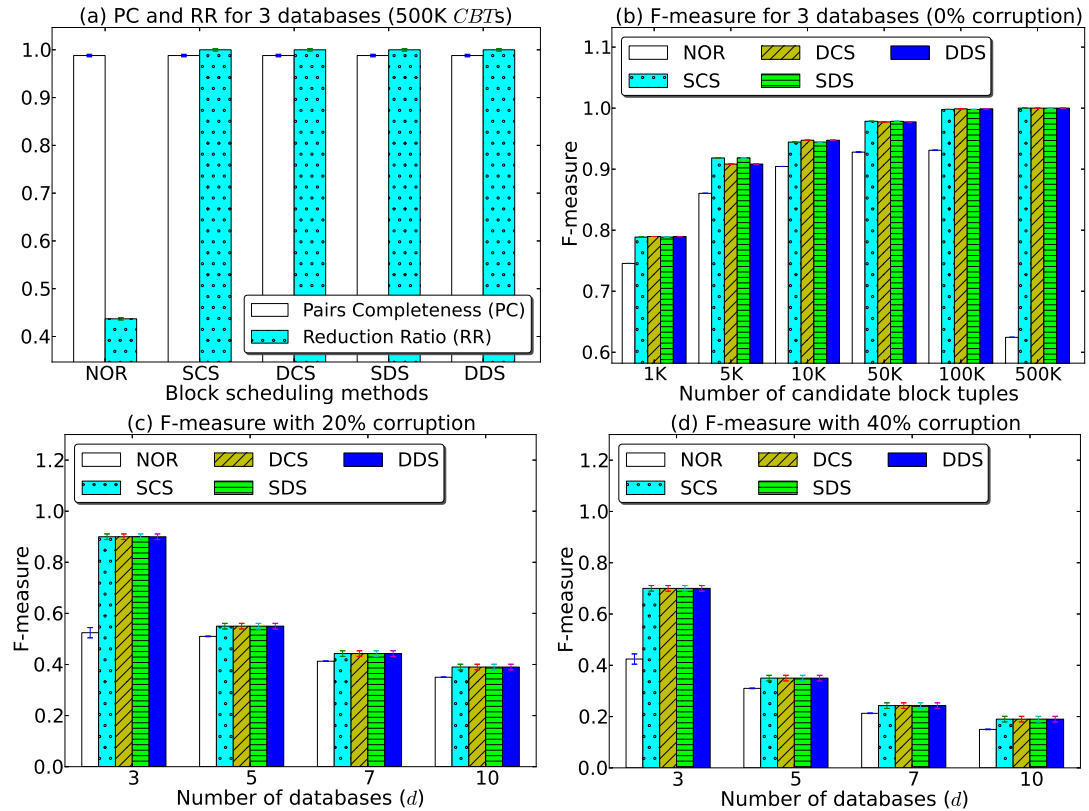 (a) PC and RR for 3 databases (500K CBTs)
1.0
0.9
0.8
0.7
0.6
0.5
0.4
Pairs Completeness (PC)
Reduction Ratio (RR)
NOR SCS DCS SDS DDS
Block scheduling methods
(b) F-measure for 3 databases (0% corruption)
F-measure
1.1
1.0
0.9
0.8
0.7
0.6
NOR DCS DDS
SCS SDS
1K 5K 10K 50K 100K 500K
Number of candidate block tuples
(c) F-measure with 20% corruption
F-measure
1.2
1.0
0.8
0.6
0.4
0.2
0.0
NOR DCS DDS
SCS SDS
3 5 7 10
Number of databases (d)
(d) F-measure with 40% corruption
F-measure
1.2
1.0
0.8
0.6
0.4
0.2
0.0
NOR DCS DDS
SCS SDS
3 5 7 10
Number of databases (d)